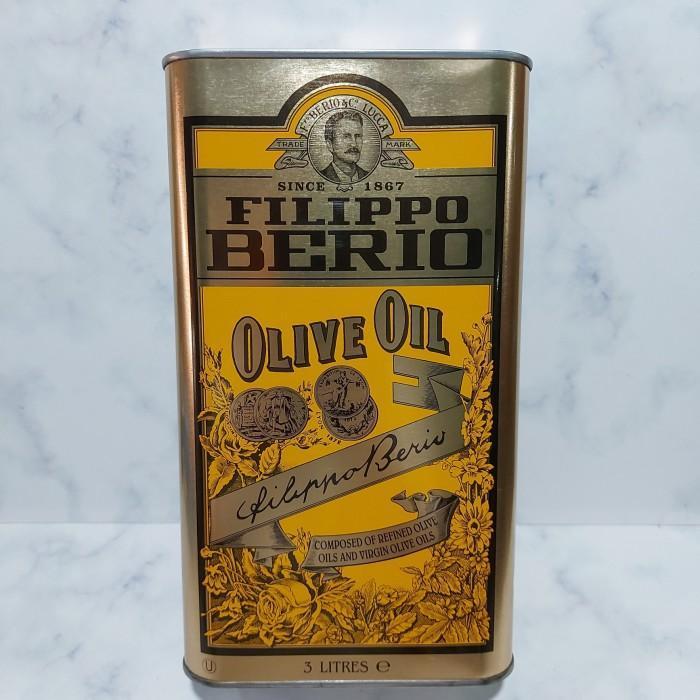 F. BERIO & Co. LUCCA
TRADE MARK
SINCE 1867
FILIPPO
BERIO®
OLIVE OIL
Filippo Berio
COMPOSED OF REFINED OLIVE
OILS AND VIRGIN OLIVE OILS
U
3 LITRES ℮